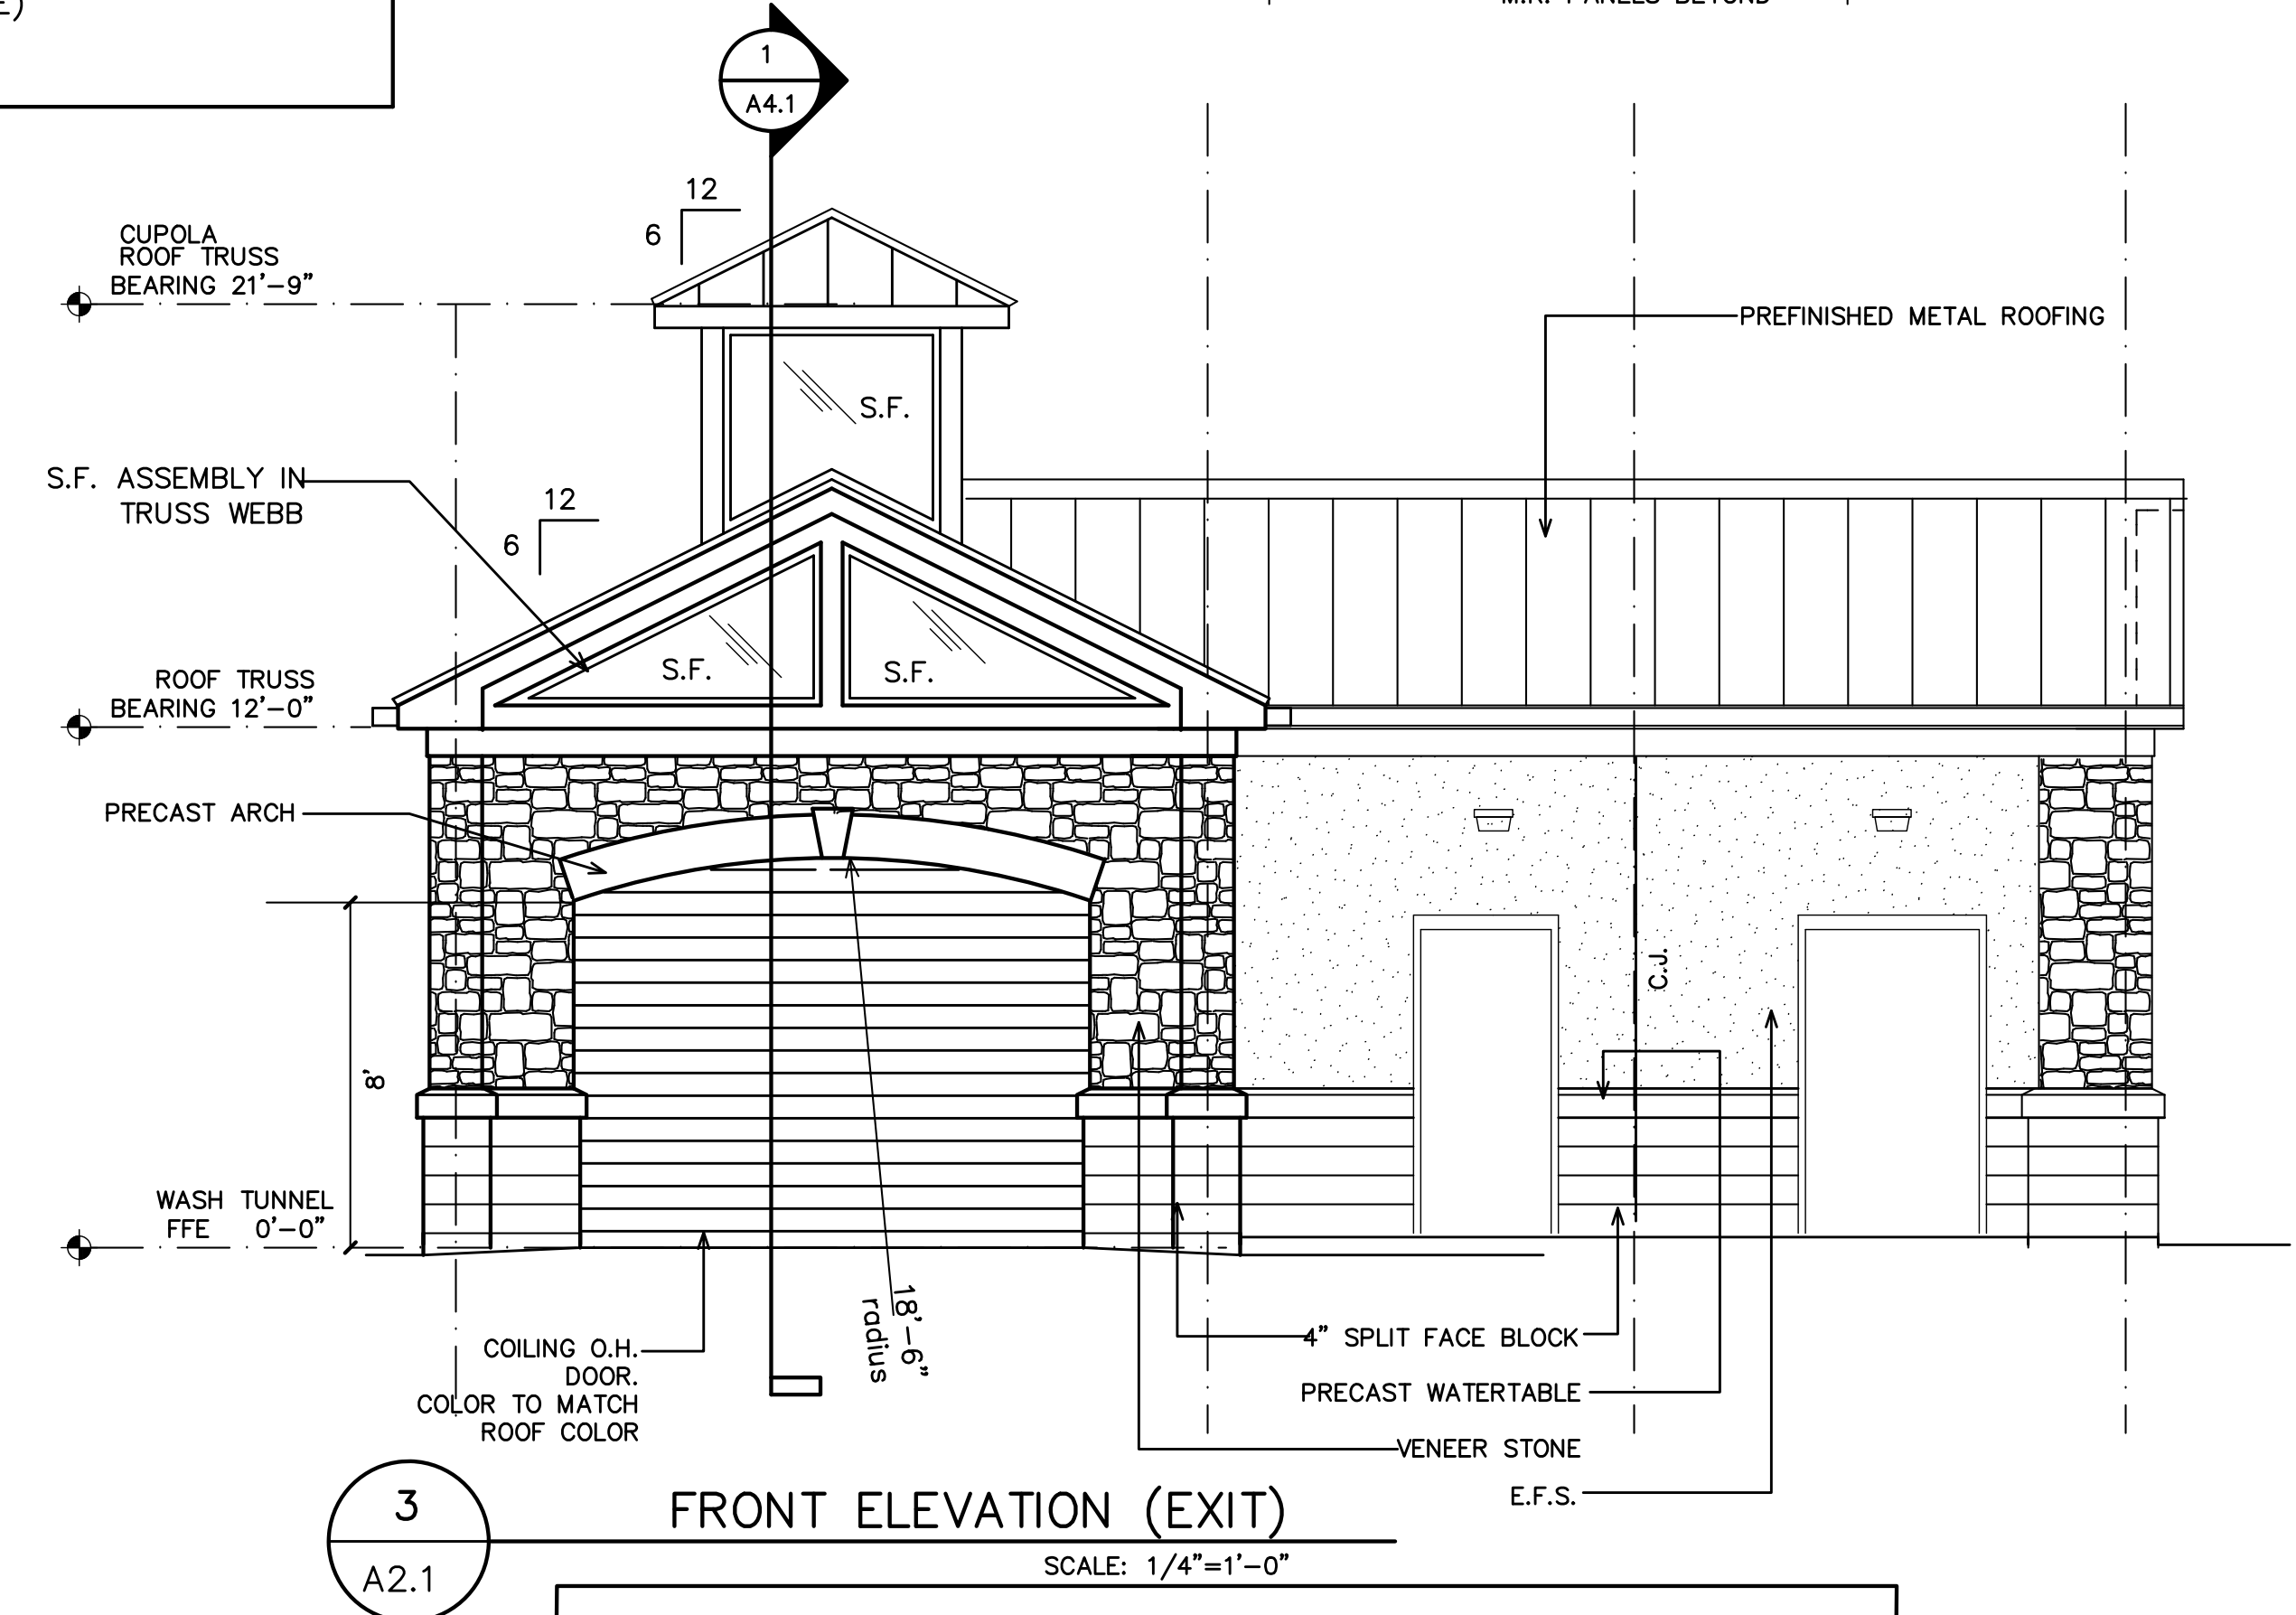 E)
M.R. PANELS BEYOND
1
A4.1
12
6
CUPOLA
ROOF TRUSS
BEARING 21'-9"
PREFINISHED METAL ROOFING
S.F.
S.F. ASSEMBLY IN
TRUSS WEBB
12
6
S.F.
S.F.
ROOF TRUSS
BEARING 12'-0"
PRECAST ARCH
C.J.
8'
WASH TUNNEL
FFE 0'-0"
18'-6"
radius
COILING O.H.
DOOR.
COLOR TO MATCH
ROOF COLOR
4" SPLIT FACE BLOCK
PRECAST WATERTABLE
VENEER STONE
E.F.S.
3
A2.1
FRONT ELEVATION (EXIT)
SCALE: 1/4"=1'-0"